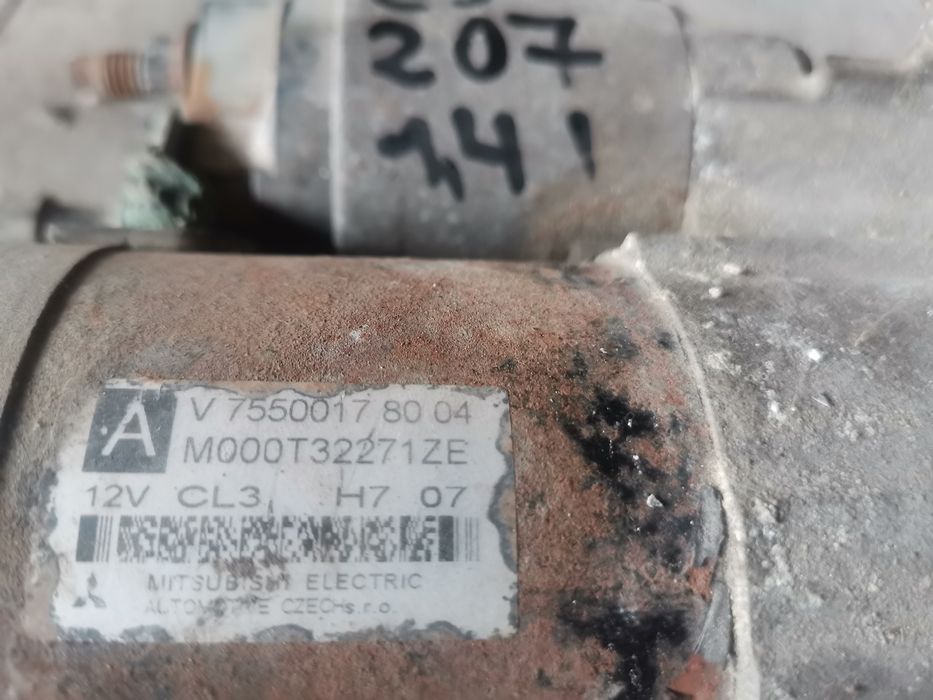 207
1,4 i
A
V 7550017 80 04
M000T32271ZE
12V CL3 H7 07
MITSUBISHI ELECTRIC
AUTOMOTIVE CZECH s.r.o.